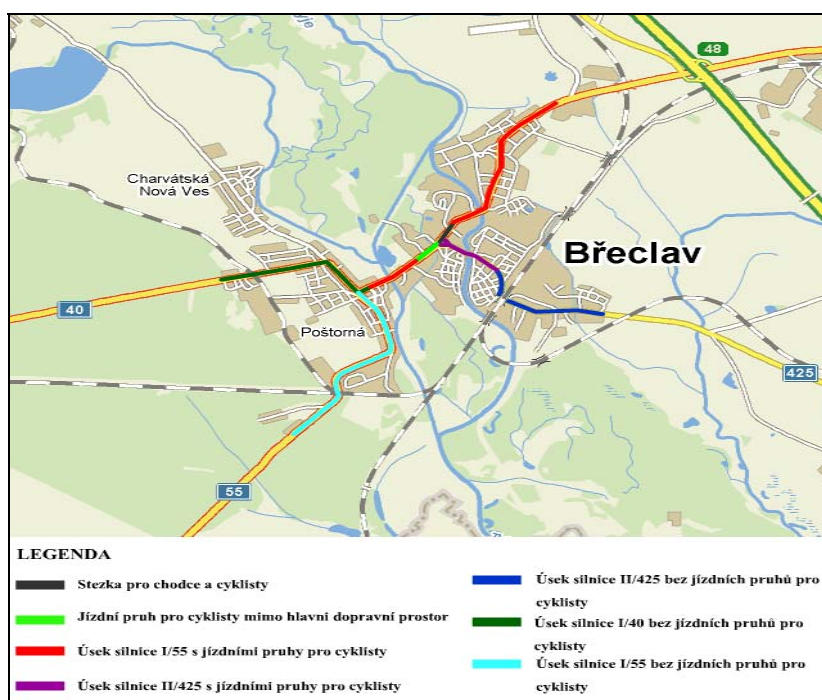 yje
48
Charvátská
Nová Ves
Břeclav
40
Poštorná
425
55
LEGENDA
Stezka pro chodce a cyklisty
Jízdní pruh pro cyklisty mimo hlavni dopravní prostor
Úsek silnice I/55 s jízdními pruhy pro cyklisty
Úsek silnice II/425 s jízdními pruhy pro cyklisty
Úsek silnice II/425 bez jízdních pruhů pro
cyklisty
Úsek silnice I/40 bez jízdních pruhů pro
cyklisty
Úsek silnice I/55 bez jízdních pruhů pro
cyklisty